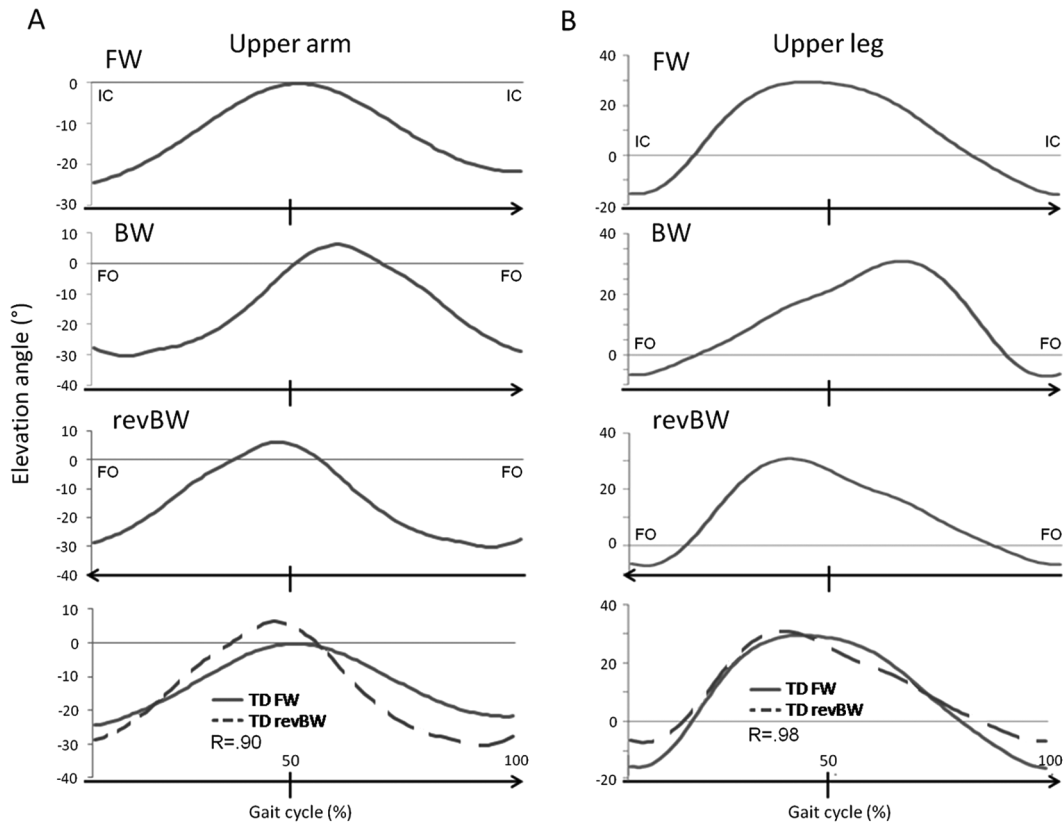 A
Upper arm
FW
0
IC
IC
-10
-20
-30
BW
10
0
FO
FO
-10
-20
-30
-40
revBW
10
0
FO
FO
-10
-20
-30
-40
10
0
-10
-20
-30
-40
TD FW
TD revBW
R=.90
50
100
Gait cycle (%)
Elevation angle (°)
B
Upper leg
FW
40
20
IC
IC
0
-20
BW
40
20
FO
FO
0
revBW
40
20
FO
FO
0
40
20
0
-20
TD FW
TD revBW
R=.98
50
100
Gait cycle (%)